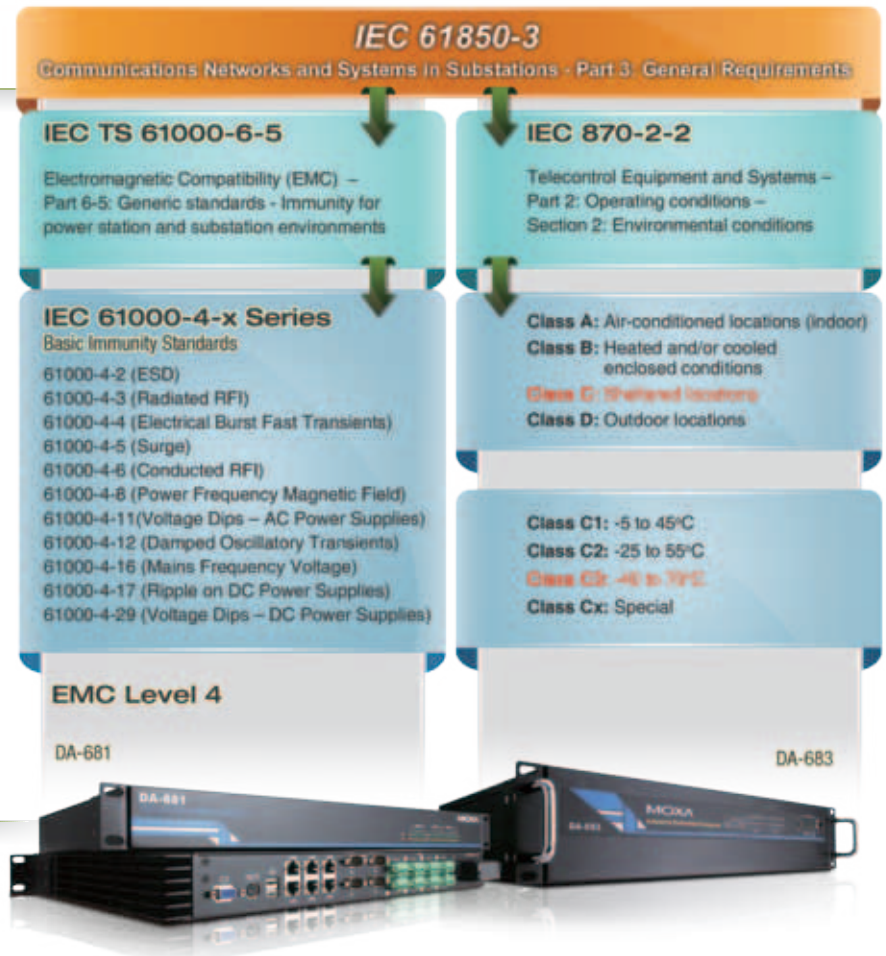 IEC 61850-3
Communications Networks and Systems in Substations - Part 3: General Requirements
IEC TS 61000-6-5
Electromagnetic Compatibility (EMC) –
Part 6-5: Generic standards - Immunity for
power station and substation environments
IEC 870-2-2
Telecontrol Equipment and Systems –
Part 2: Operating conditions –
Section 2: Environmental conditions
IEC 61000-4-x Series
Basic Immunity Standards
61000-4-2 (ESD)
61000-4-3 (Radiated RFI)
61000-4-4 (Electrical Burst Fast Transients)
61000-4-5 (Surge)
61000-4-6 (Conducted RFI)
61000-4-8 (Power Frequency Magnetic Field)
61000-4-11(Voltage Dips – AC Power Supplies)
61000-4-12 (Damped Oscillatory Transients)
61000-4-16 (Mains Frequency Voltage)
61000-4-17 (Ripple on DC Power Supplies)
61000-4-29 (Voltage Dips – DC Power Supplies)
Class A: Air-conditioned locations (indoor)
Class B: Heated and/or cooled
enclosed conditions
Class C: Sheltered locations
Class D: Outdoor locations
Class C1: -5 to 45°C
Class C2: -25 to 55°C
Class C3: -40 to 70°C
Class Cx: Special
EMC Level 4
DA-681
DA-683
DA-681
MOXA
MOXA
DA-683